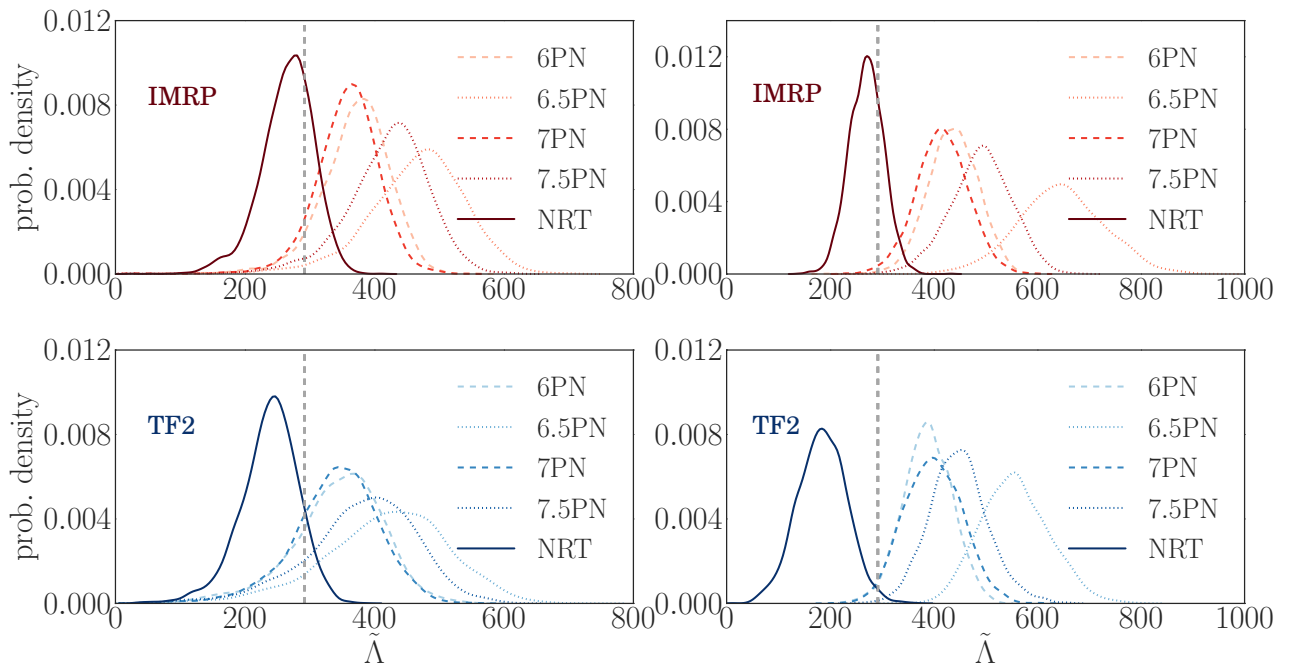 prob. density
0.012
0.008
0.004
0.000
IMRP
6PN
6.5PN
7PN
7.5PN
NRT
0 200 400 600 800
0.012
0.008
0.004
0.000
IMRP
6PN
6.5PN
7PN
7.5PN
NRT
0 200 400 600 800 1000
prob. density
0.012
0.008
0.004
0.000
TF2
6PN
6.5PN
7PN
7.5PN
NRT
0 200 400 600 800
Λ̃
0.012
0.008
0.004
0.000
TF2
6PN
6.5PN
7PN
7.5PN
NRT
0 200 400 600 800 1000
Λ̃